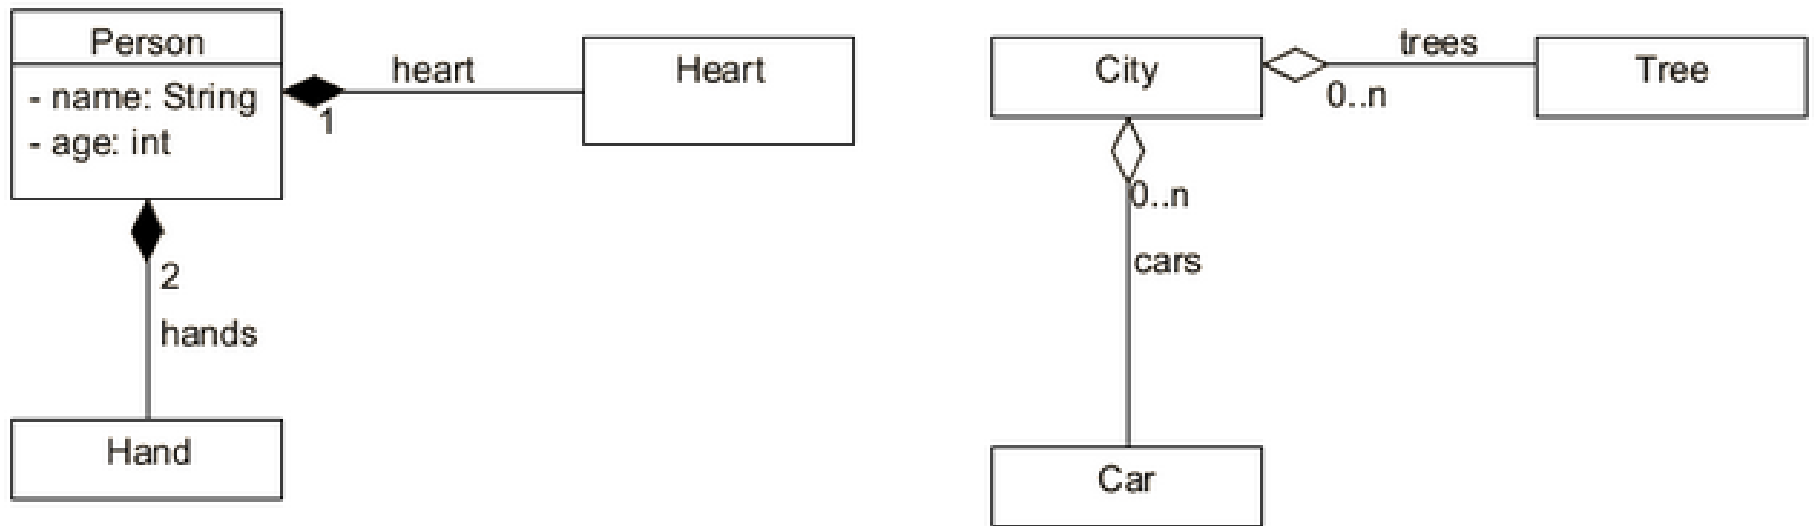 Person
- name: String
- age: int
heart
1
Heart
2
hands
Hand
City
trees
0..n
Tree
0..n
cars
Car